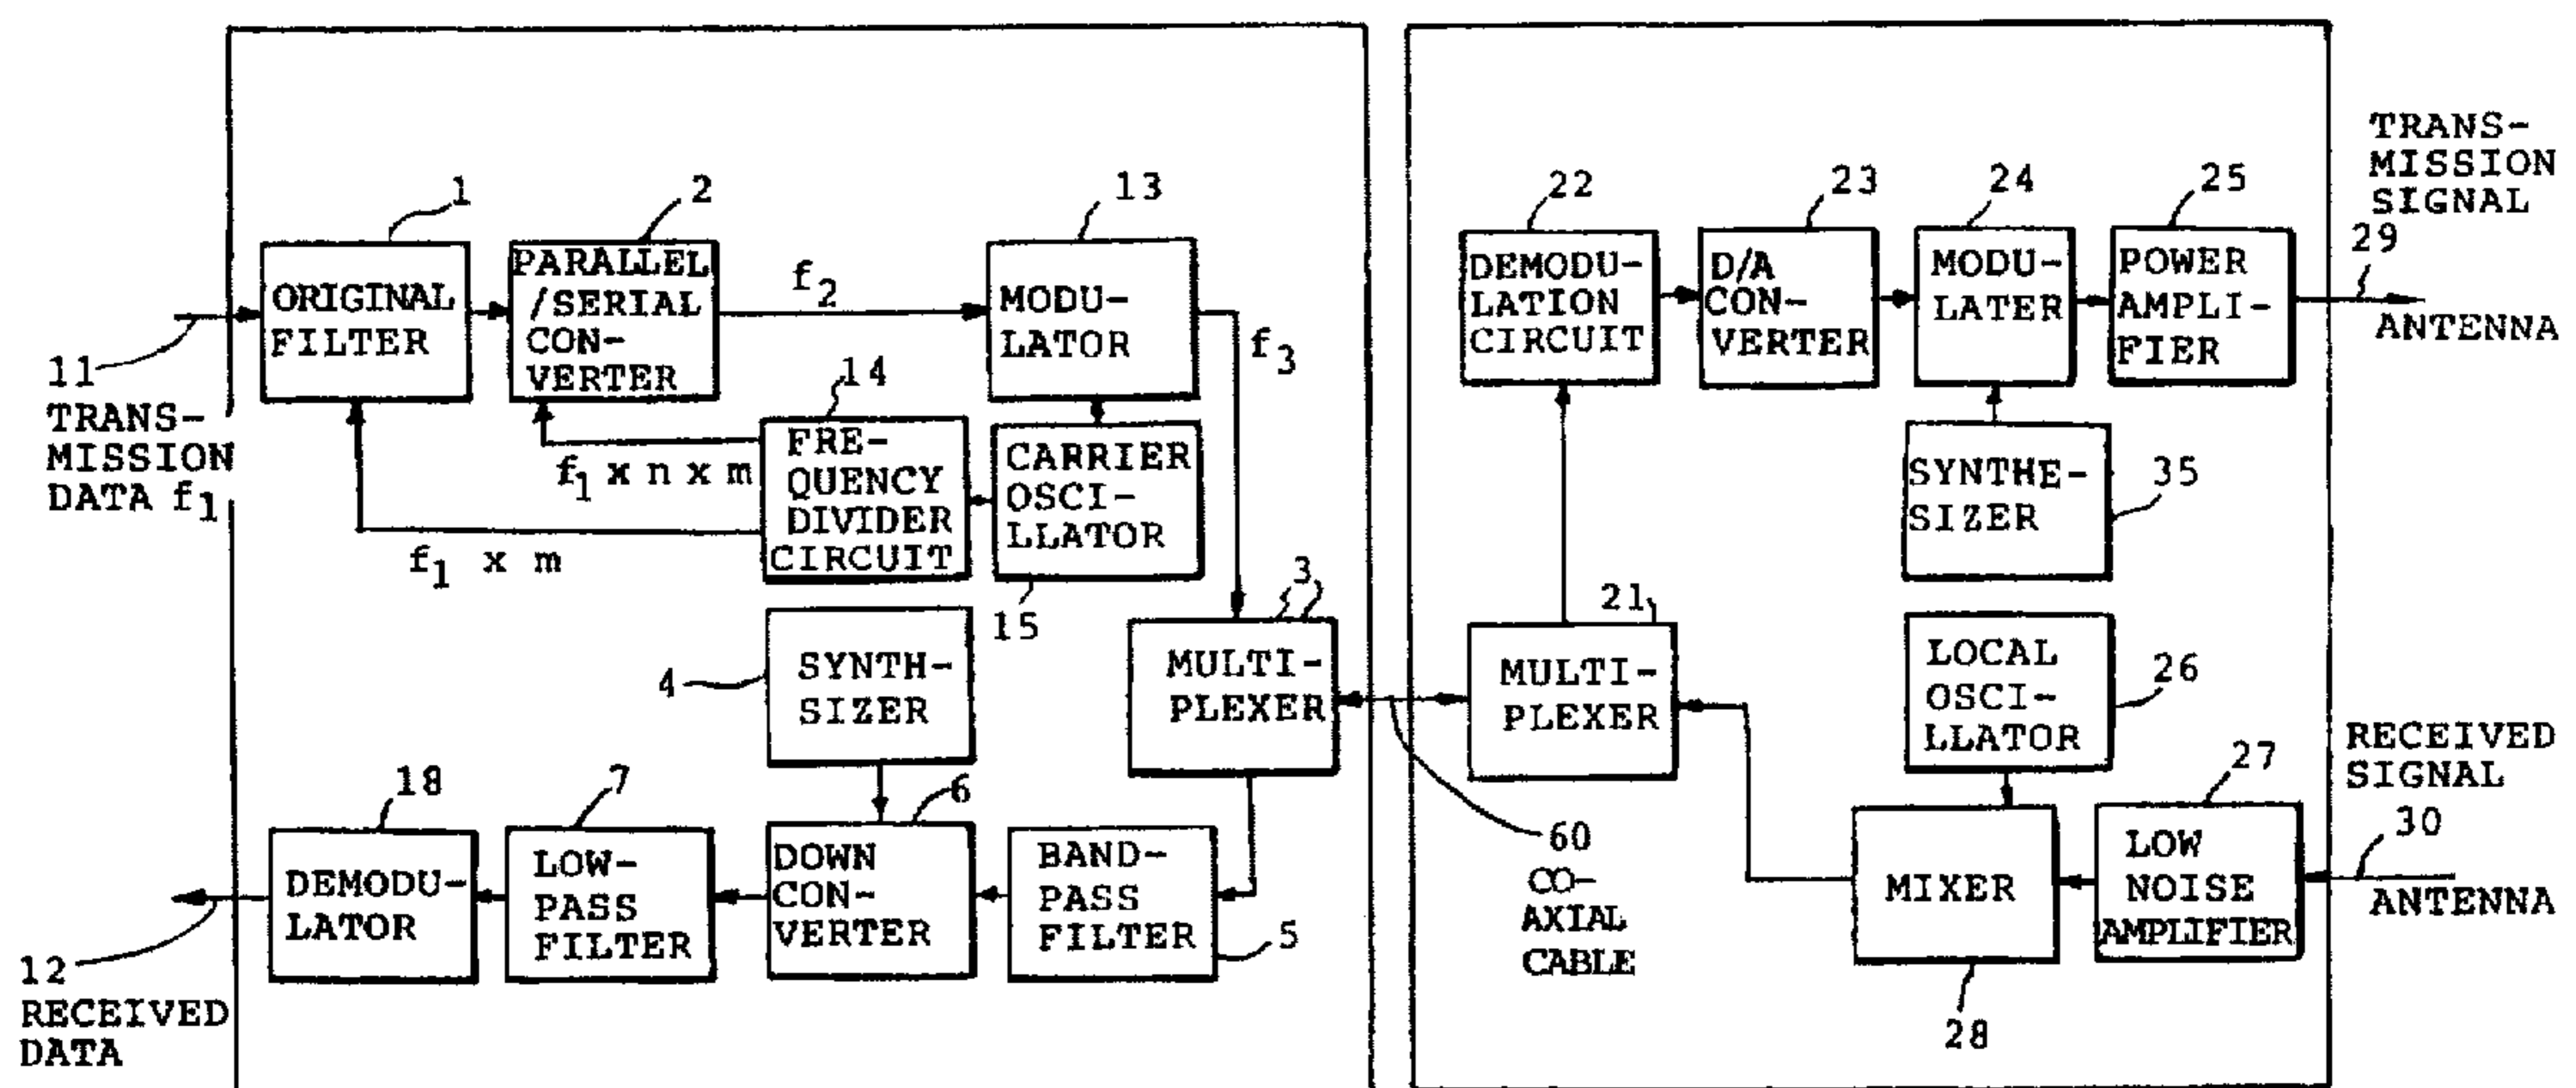 1
2
13
22
23
24
25
TRANS-
MISSION
SIGNAL
29
ANTENNA
ORIGINAL
FILTER
PARALLEL
/SERIAL
CON-
VERTER
f2
MODU-
LATOR
f3
DEMODU-
LATION
CIRCUIT
D/A
CON-
VERTER
MODU-
LATER
POWER
AMPLI-
FIER
11
TRANS-
MISSION
DATA f1
14
FRE-
QUENCY
DIVIDER
CIRCUIT
f1 x n x m
f1 x m
CARRIER
OSCI-
LLATOR
15
SYNTHE-
SIZER
35
3
21
4
SYNTH-
SIZER
MULTI-
PLEXER
MULTI-
PLEXER
LOCAL
OSCI-
LLATOR
26
RECEIVED
SIGNAL
30
ANTENNA
18
7
6
27
DEMODU-
LATOR
LOW-
PASS
FILTER
DOWN
CON-
VERTER
BAND-
PASS
FILTER
5
60
CO-
AXIAL
CABLE
MIXER
28
LOW
NOISE
AMPLIFIER
12
RECEIVED
DATA